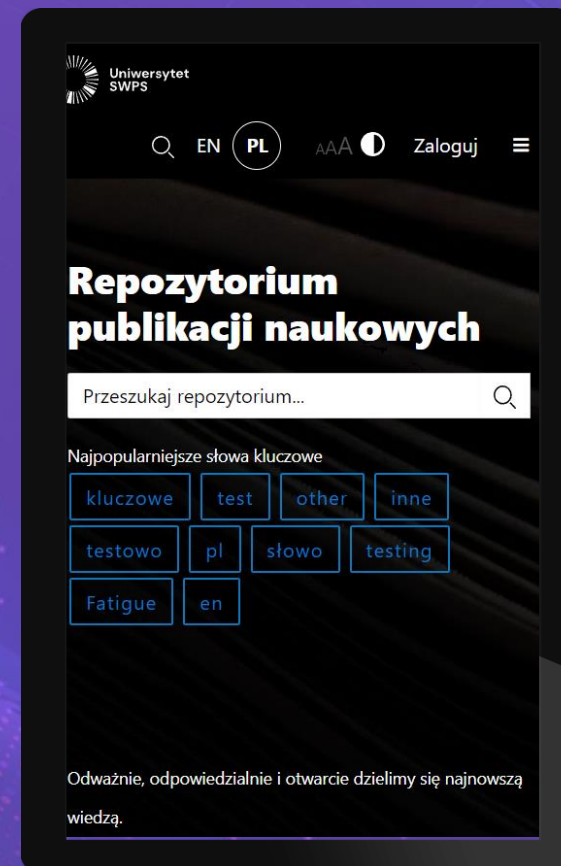 Uniwersytet
SWPS
EN PL AAA Zaloguj
Repozytorium
publikacji naukowych
Przeszukaj repozytorium...
Najpopularniejsze słowa kluczowe
kluczowe test other inne
testowo pl słowo testing
Fatigue en
Odważnie, odpowiedzialnie i otwarcie dzielimy się najnowszą
wiedzą.